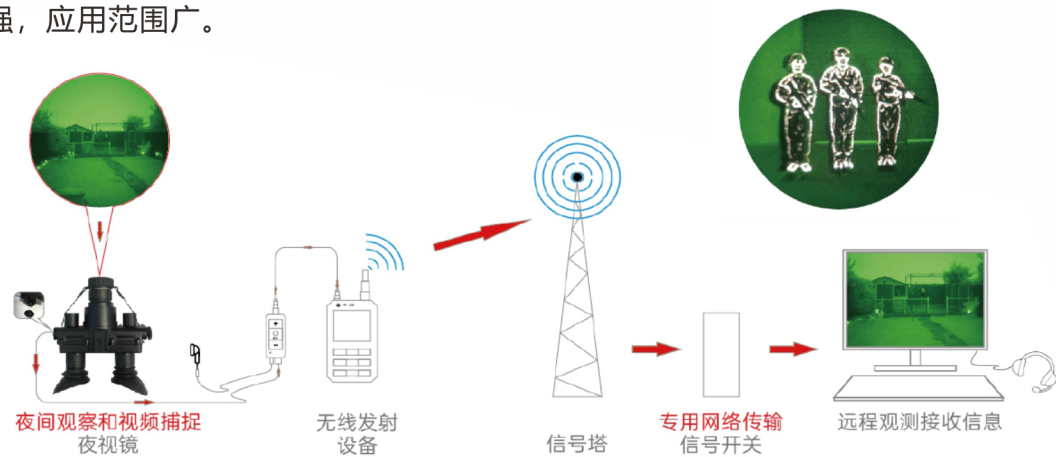 强，应用范围广。
夜间观察和视频捕捉
夜视镜
无线发射
设备
信号塔
专用网络传输
信号开关
远程观测接收信息